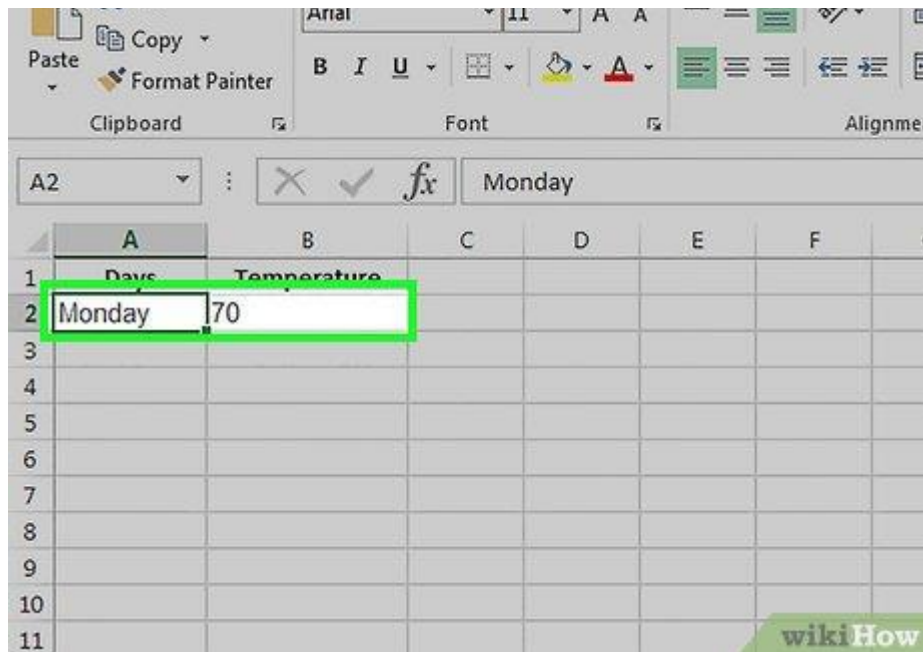 Arial 11 A A
Copy
Paste
Format Painter
B I U A
Clipboard Font Alignme
A2 fx Monday
A B C D E F
1 Days Temperature
2 Monday 70
3
4
5
6
7
8
9
10
11
wikiHow